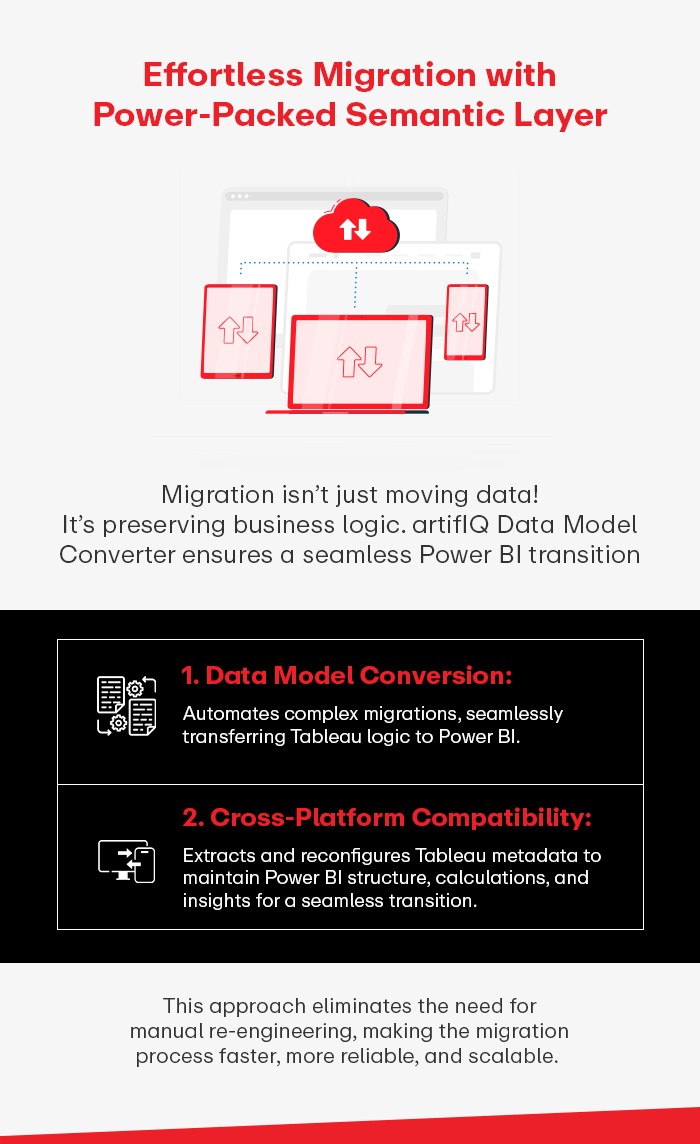 Effortless Migration with
Power-Packed Semantic Layer
Migration isn’t just moving data!
It’s preserving business logic. artifIQ Data Model
Converter ensures a seamless Power BI transition
1. Data Model Conversion:
Automates complex migrations, seamlessly
transferring Tableau logic to Power BI.
2. Cross-Platform Compatibility:
Extracts and reconfigures Tableau metadata to
maintain Power BI structure, calculations, and
insights for a seamless transition.
This approach eliminates the need for
manual re-engineering, making the migration
process faster, more reliable, and scalable.